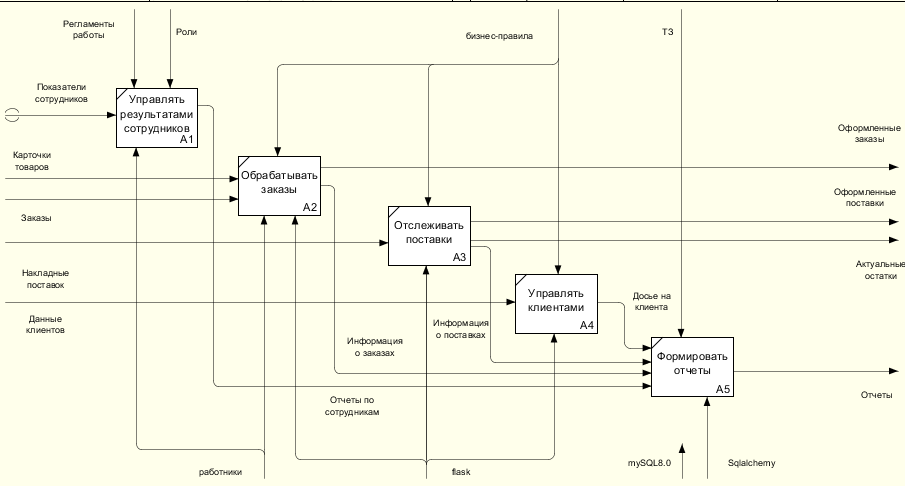 Регламенты
работы
Роли
бизнес-правила
ТЗ
Показатели
сотрудников
Управлять
результатами
сотрудников
A1
Карточки
товаров
Оформленные
заказы
Обрабатывать
заказы
A2
Заказы
Оформленные
поставки
Отслеживать
поставки
A3
Актуальные
остатки
Накладные
поставок
Управлять
клиентами
A4
Досье на
клиента
Данные
клиентов
Информация
о заказах
Информация
о поставках
Формировать
отчеты
A5
Отчеты
Отчеты по
сотрудникам
работники
flask
mySQL8.0
Sqlalchemy